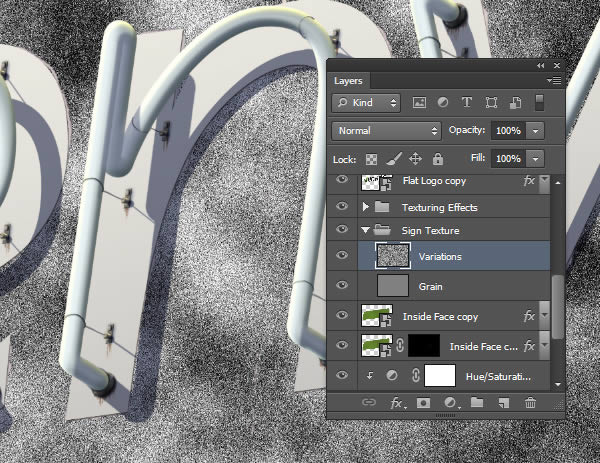 Layers
Kind
Normal Opacity: 100%
Lock: Fill: 100%
Flat Logo copy fx
Texturing Effects
Sign Texture
Variations
Grain
Inside Face copy fx
Inside Face c... fx
Hue/Saturati...
fx